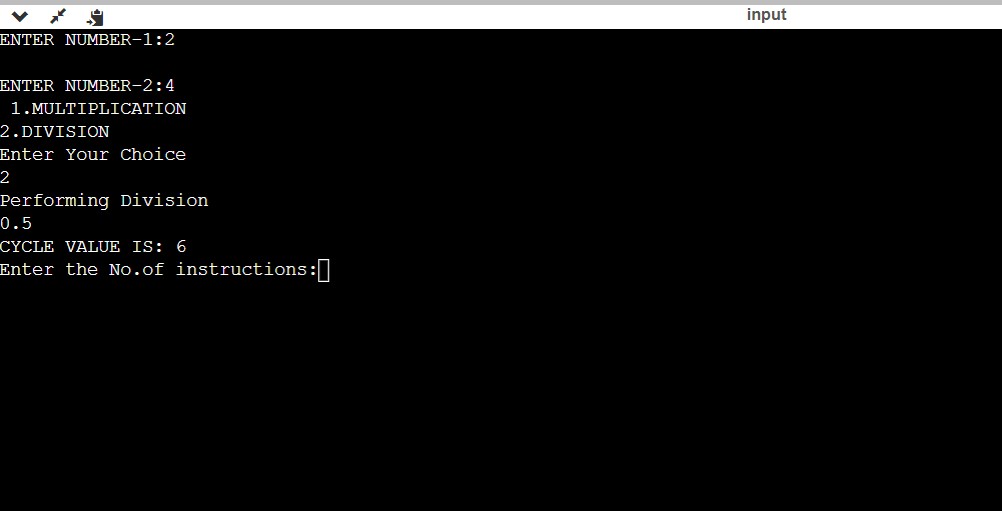 input
ENTER NUMBER-1:2
ENTER NUMBER-2:4
1.MULTIPLICATION
2.DIVISION
Enter Your Choice
2
Performing Division
0.5
CYCLE VALUE IS: 6
Enter the No.of instructions: